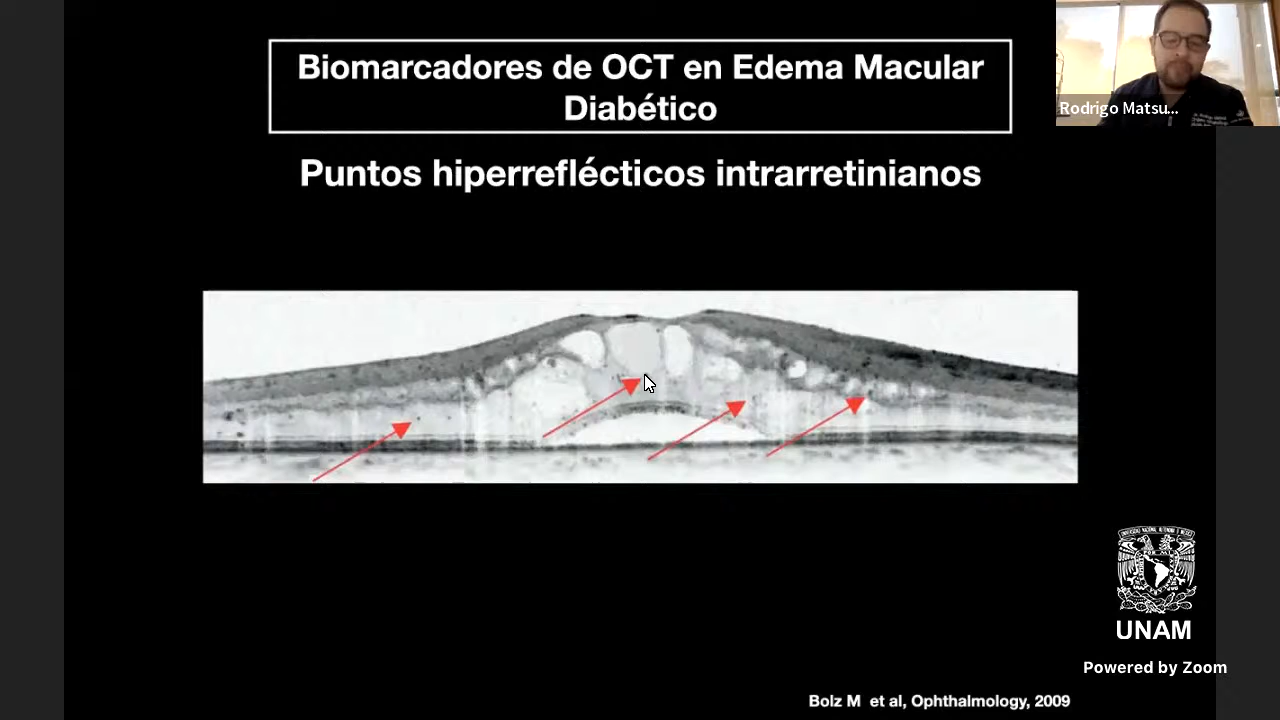 Biomarcadores de OCT en Edema Macular
Diabético
Puntos hiperreflécticos intrarretinianos
Rodrigo Matsu...
UNAM
Powered by Zoom
Bolz M et al, Ophthalmology, 2009